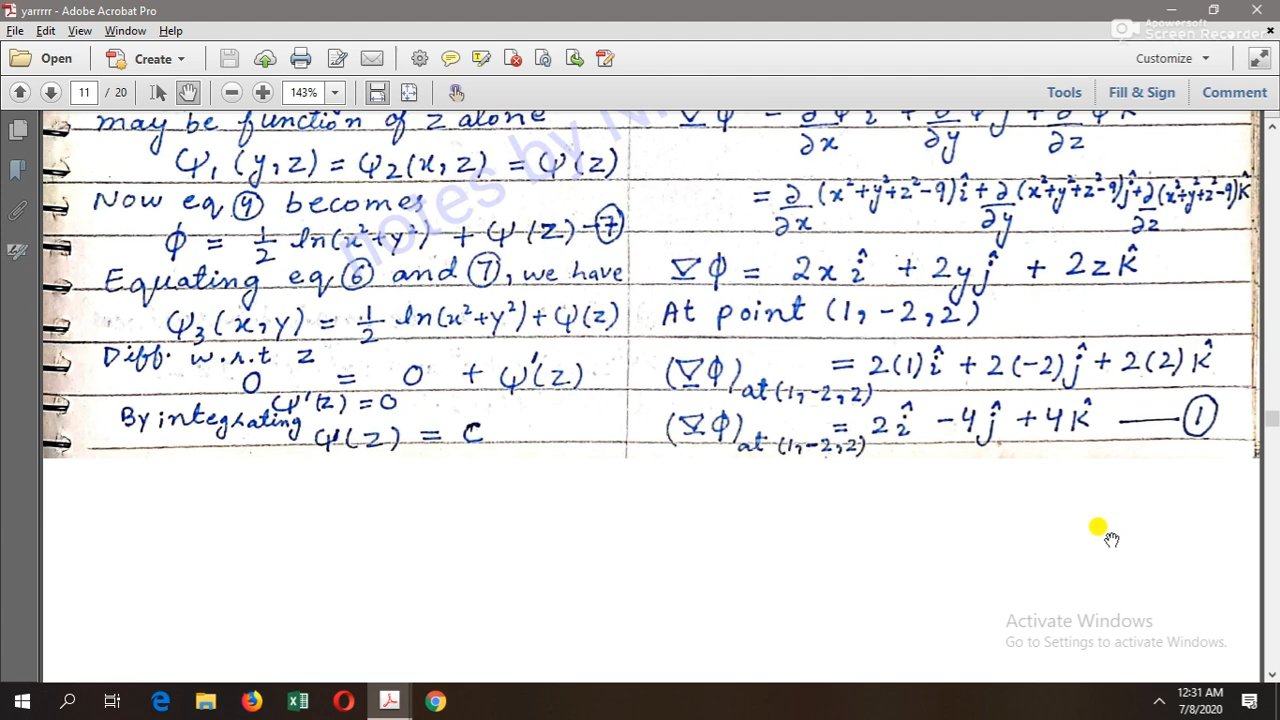 yarrrrr - Adobe Acrobat Pro
File Edit View Window Help
Apowersoft
Screen Recorder
Open Create Customize
11 / 20 143% Tools Fill & Sign Comment
may be function of z alone
ψ₁(y,z) = ψ₂(x,z) = ψ(z)
Now eq ④ becomes
ϕ = 1/2 ln(x²+y²) + ψ(z) -⑦
Equating eq ⑥ and ⑦, we have
ψ₃(x,y) = 1/2 ln(x²+y²)+ψ(z)
Diff. w.r.t z
0 = 0 + ψ'(z)
ψ'(z) = 0
By integrating
ψ(z) = C
notes by
∇ϕ = ∂ϕ/∂x î + ∂ϕ/∂y ĵ + ∂ϕ/∂z k̂
= ∂/∂x (x²+y²+z²-9)î + ∂/∂y (x²+y²+z²-9)ĵ + ∂/∂z (x²+y²+z²-9)k̂
∇ϕ = 2x î + 2y ĵ + 2z k̂
At point (1,-2,2)
(∇ϕ) at (1,-2,2) = 2(1)î + 2(-2)ĵ + 2(2)k̂
(∇ϕ) at (1,-2,2) = 2î -4ĵ +4k̂ —①
Activate Windows
Go to Settings to activate Windows.
12:31 AM
7/8/2020